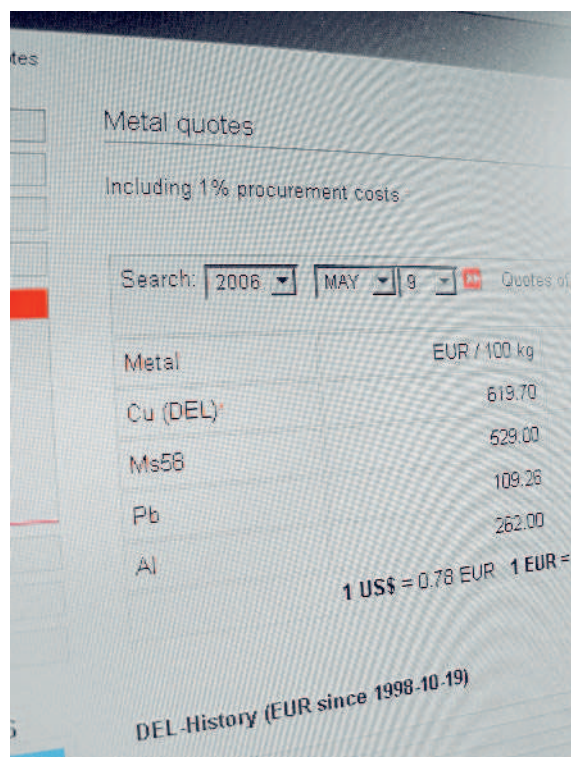 tes
Metal quotes
Including 1% procurement costs
Search: 2006 MAY 9 Quotes of
Metal EUR / 100 kg
Cu (DEL)* 619.70
Ms58 529.00
Pb 109.26
Al 262.00
1 US$ = 0.78 EUR 1 EUR =
DEL-History (EUR since 1998-10-19)